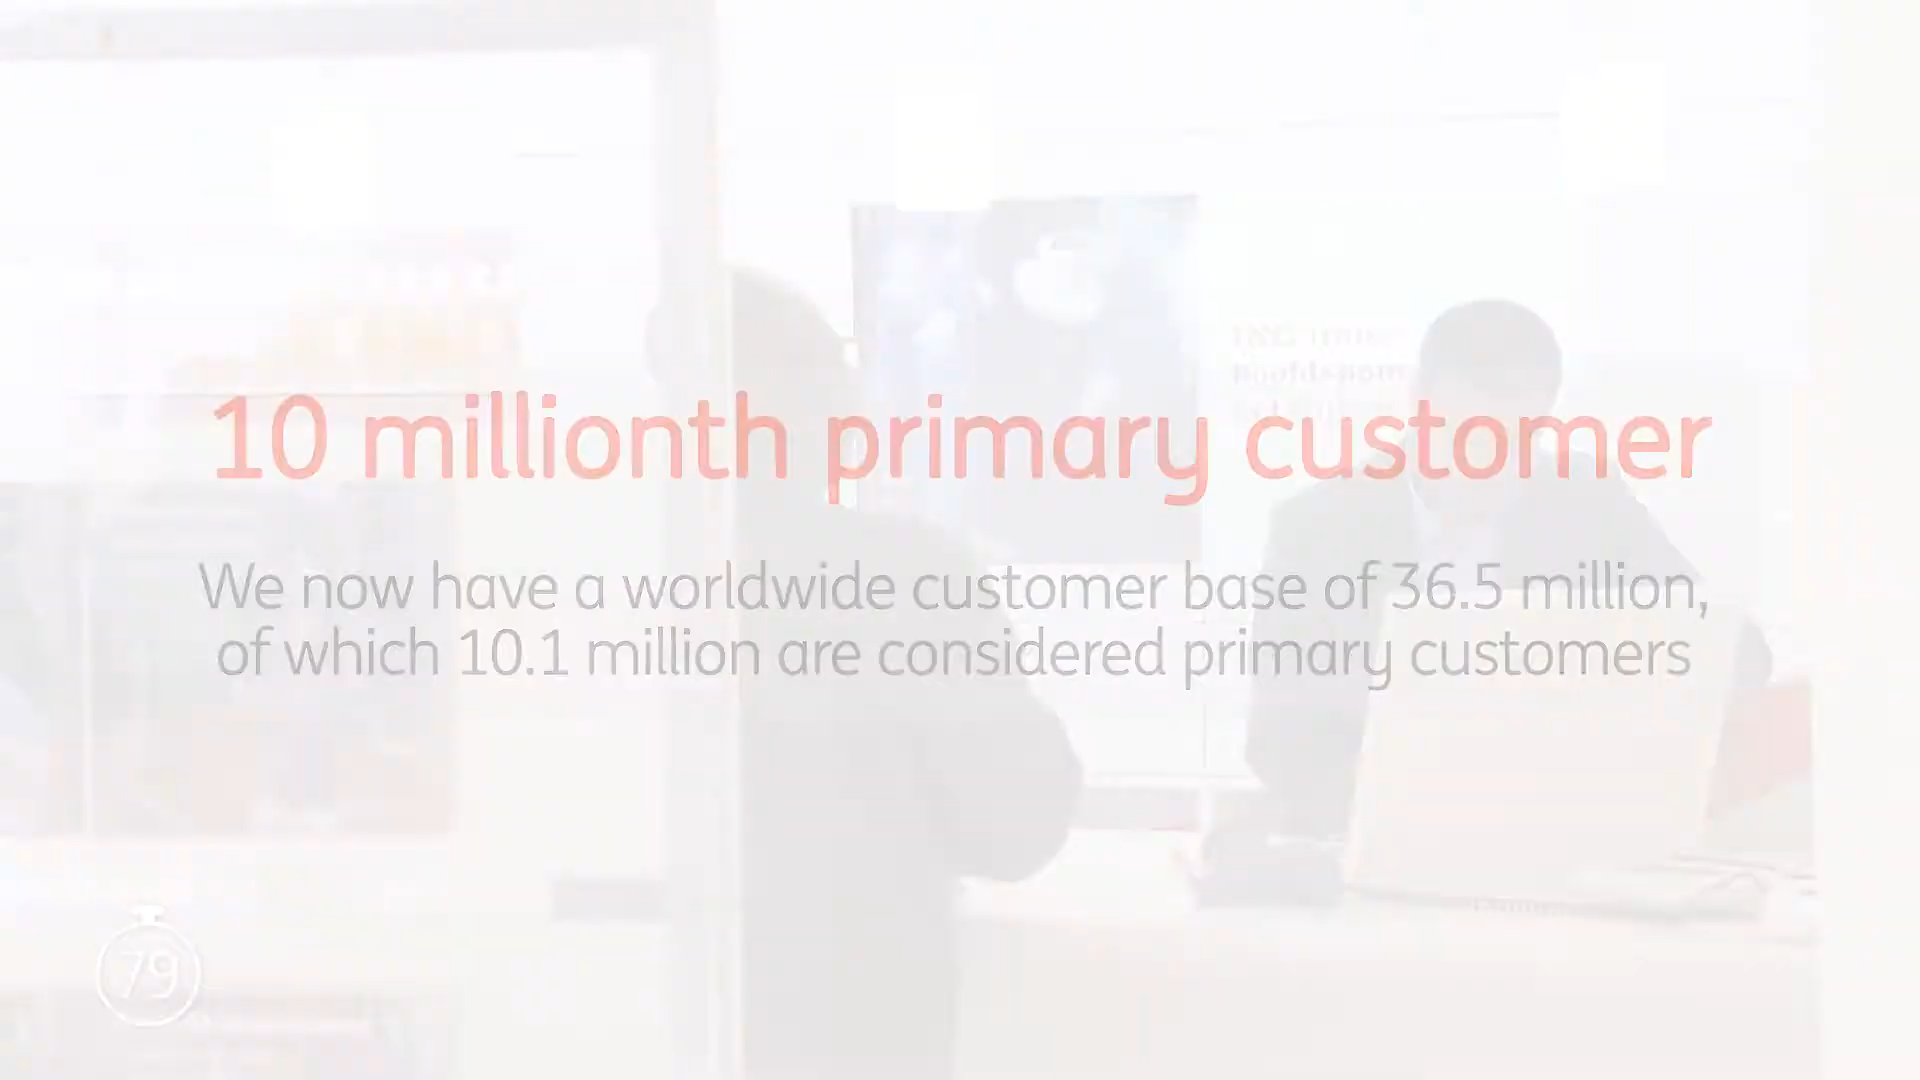 10 millionth primary customer
We now have a worldwide customer base of 36.5 million,
of which 10.1 million are considered primary customers
79